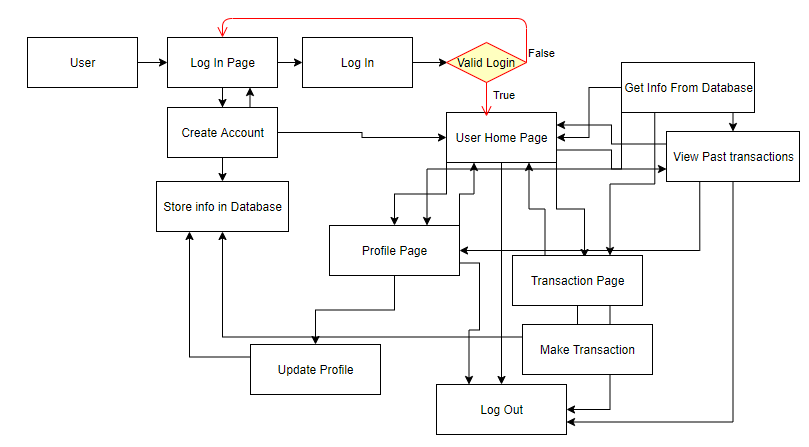 User
Log In Page
Log In
Valid Login
False
True
Get Info From Database
Create Account
User Home Page
View Past transactions
Store info in Database
Profile Page
Transaction Page
Make Transaction
Update Profile
Log Out